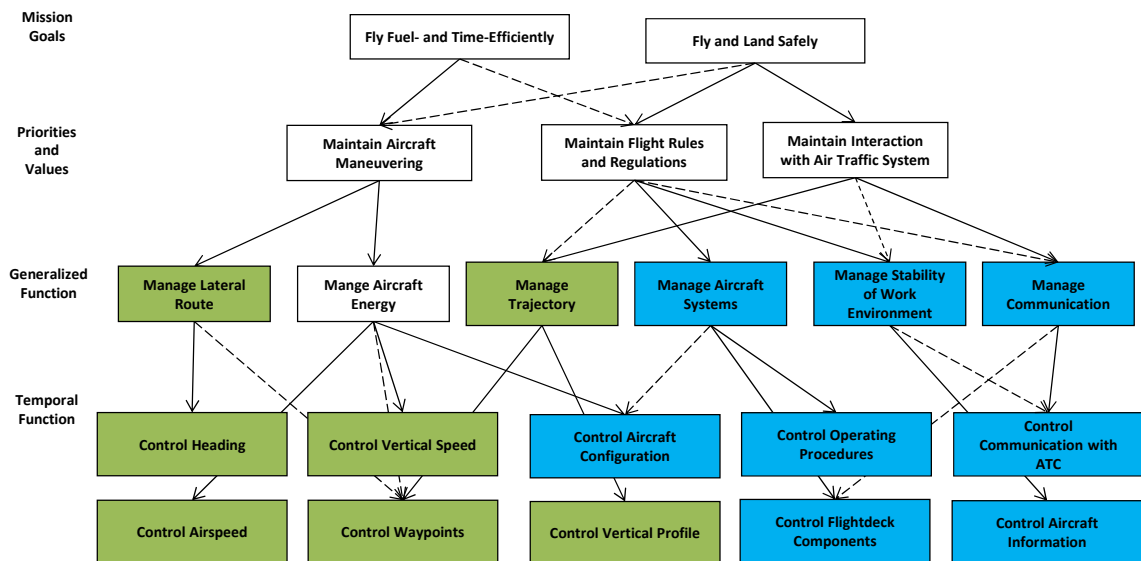 Mission
Goals
Fly Fuel- and Time-Efficiently
Fly and Land Safely
Priorities
and
Values
Maintain Aircraft
Maneuvering
Maintain Flight Rules
and Regulations
Maintain Interaction
with Air Traffic System
Generalized
Function
Manage Lateral
Route
Mange Aircraft
Energy
Manage
Trajectory
Manage Aircraft
Systems
Manage Stability
of Work
Environment
Manage
Communication
Temporal
Function
Control Heading
Control Vertical Speed
Control Aircraft
Configuration
Control Operating
Procedures
Control
Communication with
ATC
Control Airspeed
Control Waypoints
Control Vertical Profile
Control Flightdeck
Components
Control Aircraft
Information